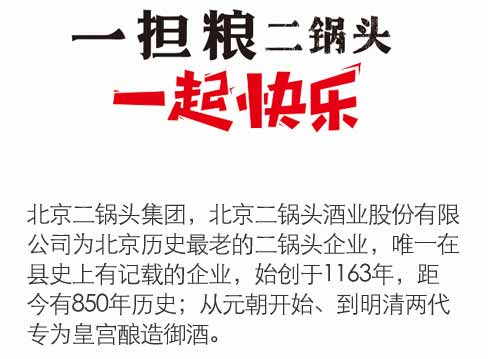 一担粮二锅头
一起快乐
北京二锅头集团，北京二锅头酒业股份有限
公司为北京历史最老的二锅头企业，唯一在
县史上有记载的企业，始创于1163年，距
今有850年历史；从元朝开始、到明清两代
专为皇宫酿造御酒。